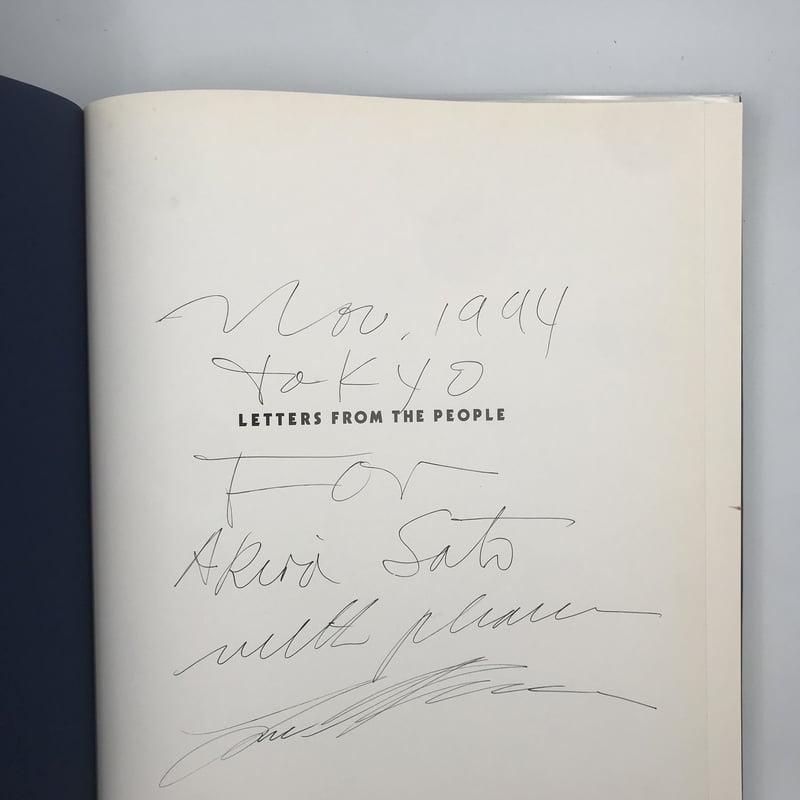 Nov. 1994
Tokyo
LETTERS FROM THE PEOPLE
For
Akira Sato
with pleasure